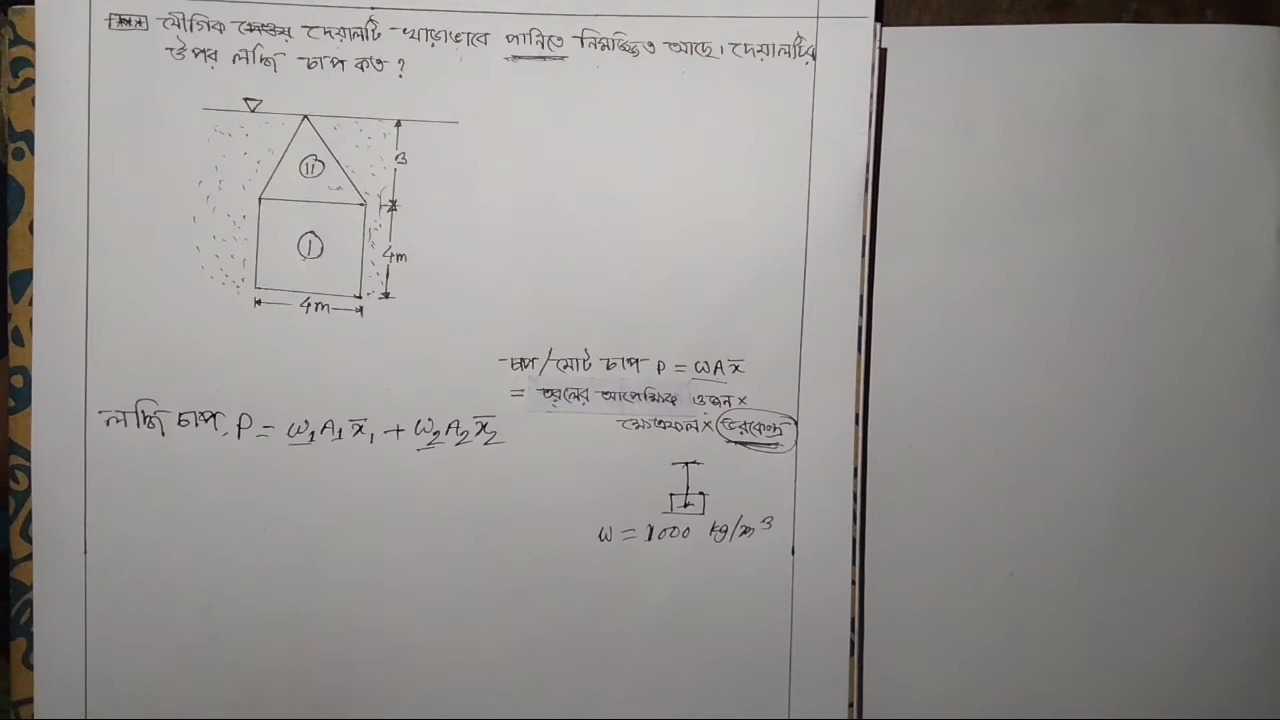 *** যৌগিক দেয়ালটি খাড়াভাবে পানিতে নিমজ্জিত আছে। দেয়ালটির
উপর লব্ধি চাপ কত?
3
II
I
4m
4m
চাপ/মোট চাপ P = ωAx̄
= তরলের আপেক্ষিক ওজন ×
ক্ষেত্রফল × ভরকেন্দ্র
লব্ধি চাপ, P = ω₁A₁x̄₁ + ω₂A₂x̄₂
ω = 1000 kg/m³